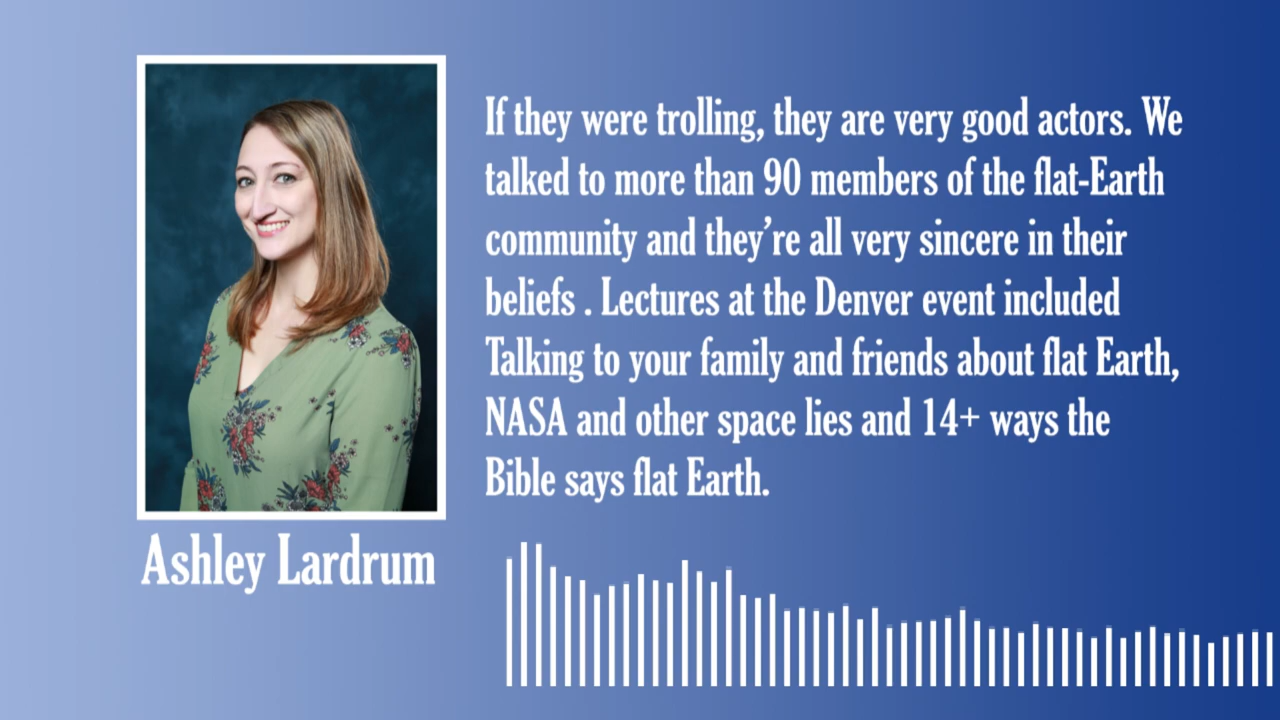 If they were trolling, they are very good actors. We
talked to more than 90 members of the flat-Earth
community and they’re all very sincere in their
beliefs . Lectures at the Denver event included
Talking to your family and friends about flat Earth,
NASA and other space lies and 14+ ways the
Bible says flat Earth.
Ashley Lardrum